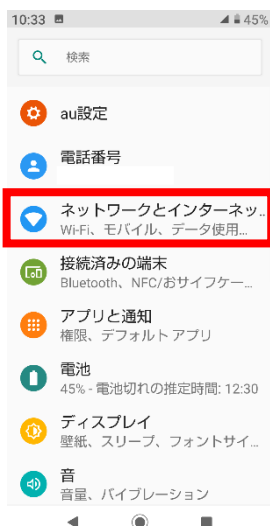 10:33 45%
検索
au設定
電話番号
ネットワークとインターネッ...
Wi-Fi、モバイル、データ使用...
接続済みの端末
Bluetooth、NFC/おサイフケー...
アプリと通知
権限、デフォルト アプリ
電池
45% - 電池切れの推定時間: 12:30
ディスプレイ
壁紙、スリープ、フォントサイ...
音
音量、バイブレーション